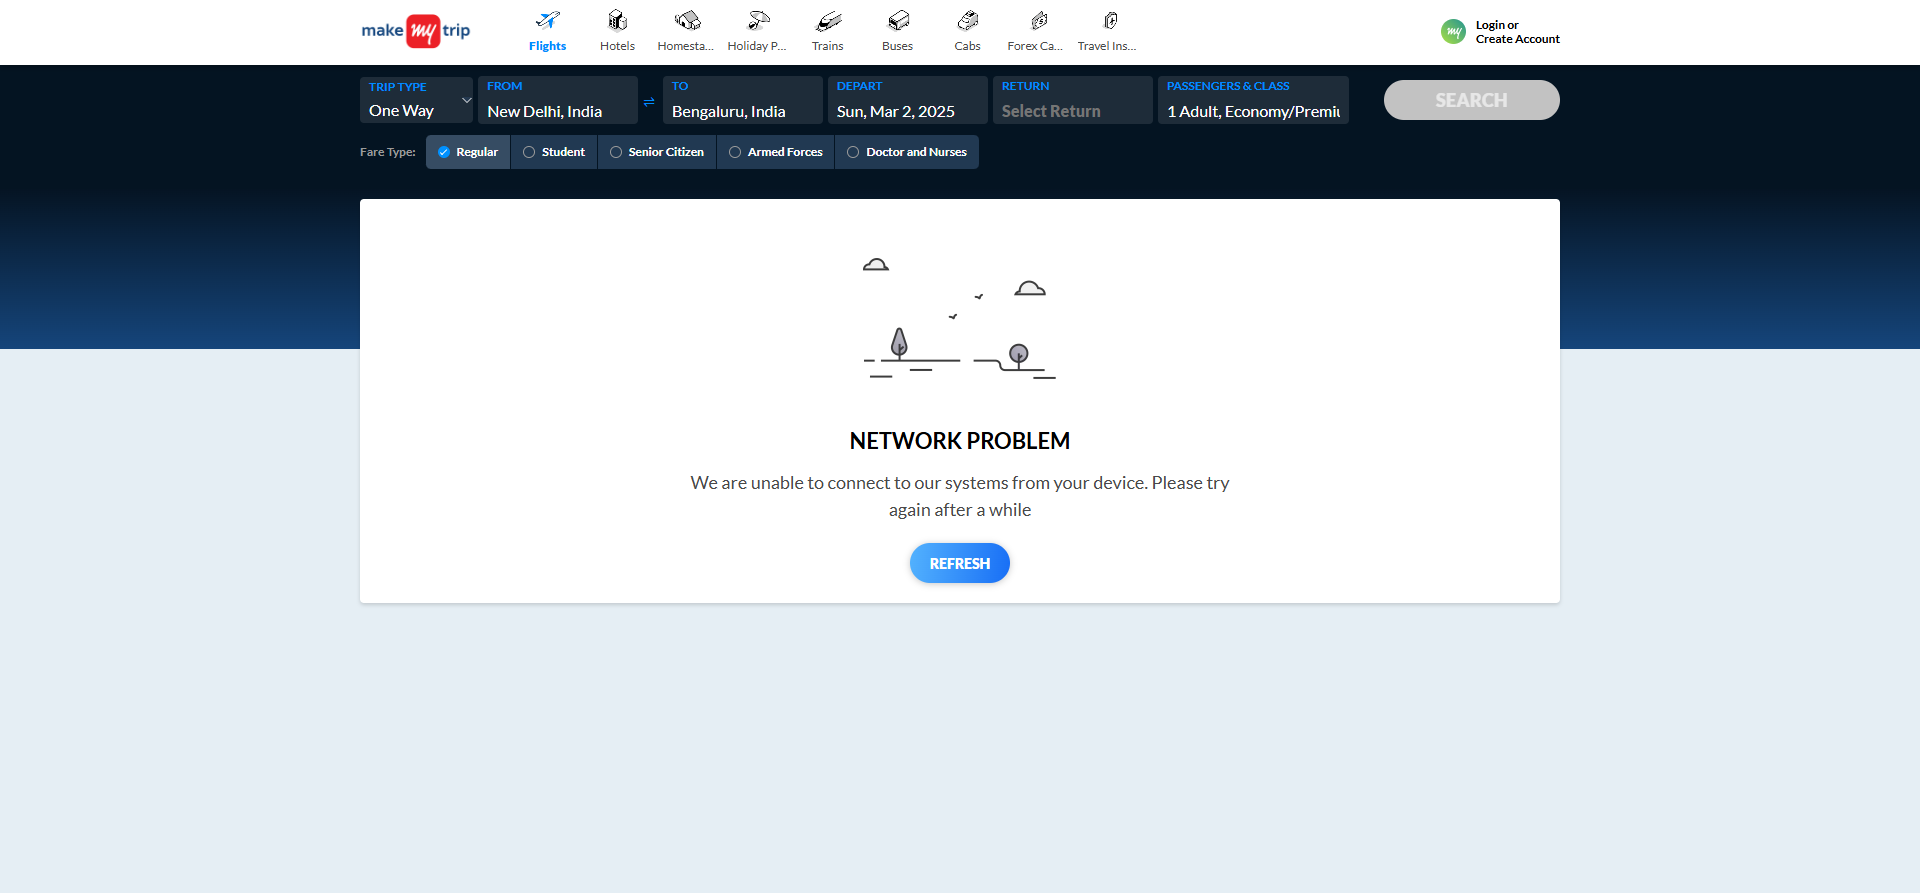 make my trip
Flights
Hotels
Homesta...
Holiday P...
Trains
Buses
Cabs
Forex Ca...
Travel Ins...
my
Login or
Create Account
TRIP TYPE
One Way
FROM
New Delhi, India
TO
Bengaluru, India
DEPART
Sun, Mar 2, 2025
RETURN
Select Return
PASSENGERS & CLASS
1 Adult, Economy/Premiu
SEARCH
Fare Type:
Regular
Student
Senior Citizen
Armed Forces
Doctor and Nurses
NETWORK PROBLEM
We are unable to connect to our systems from your device. Please try
again after a while
REFRESH